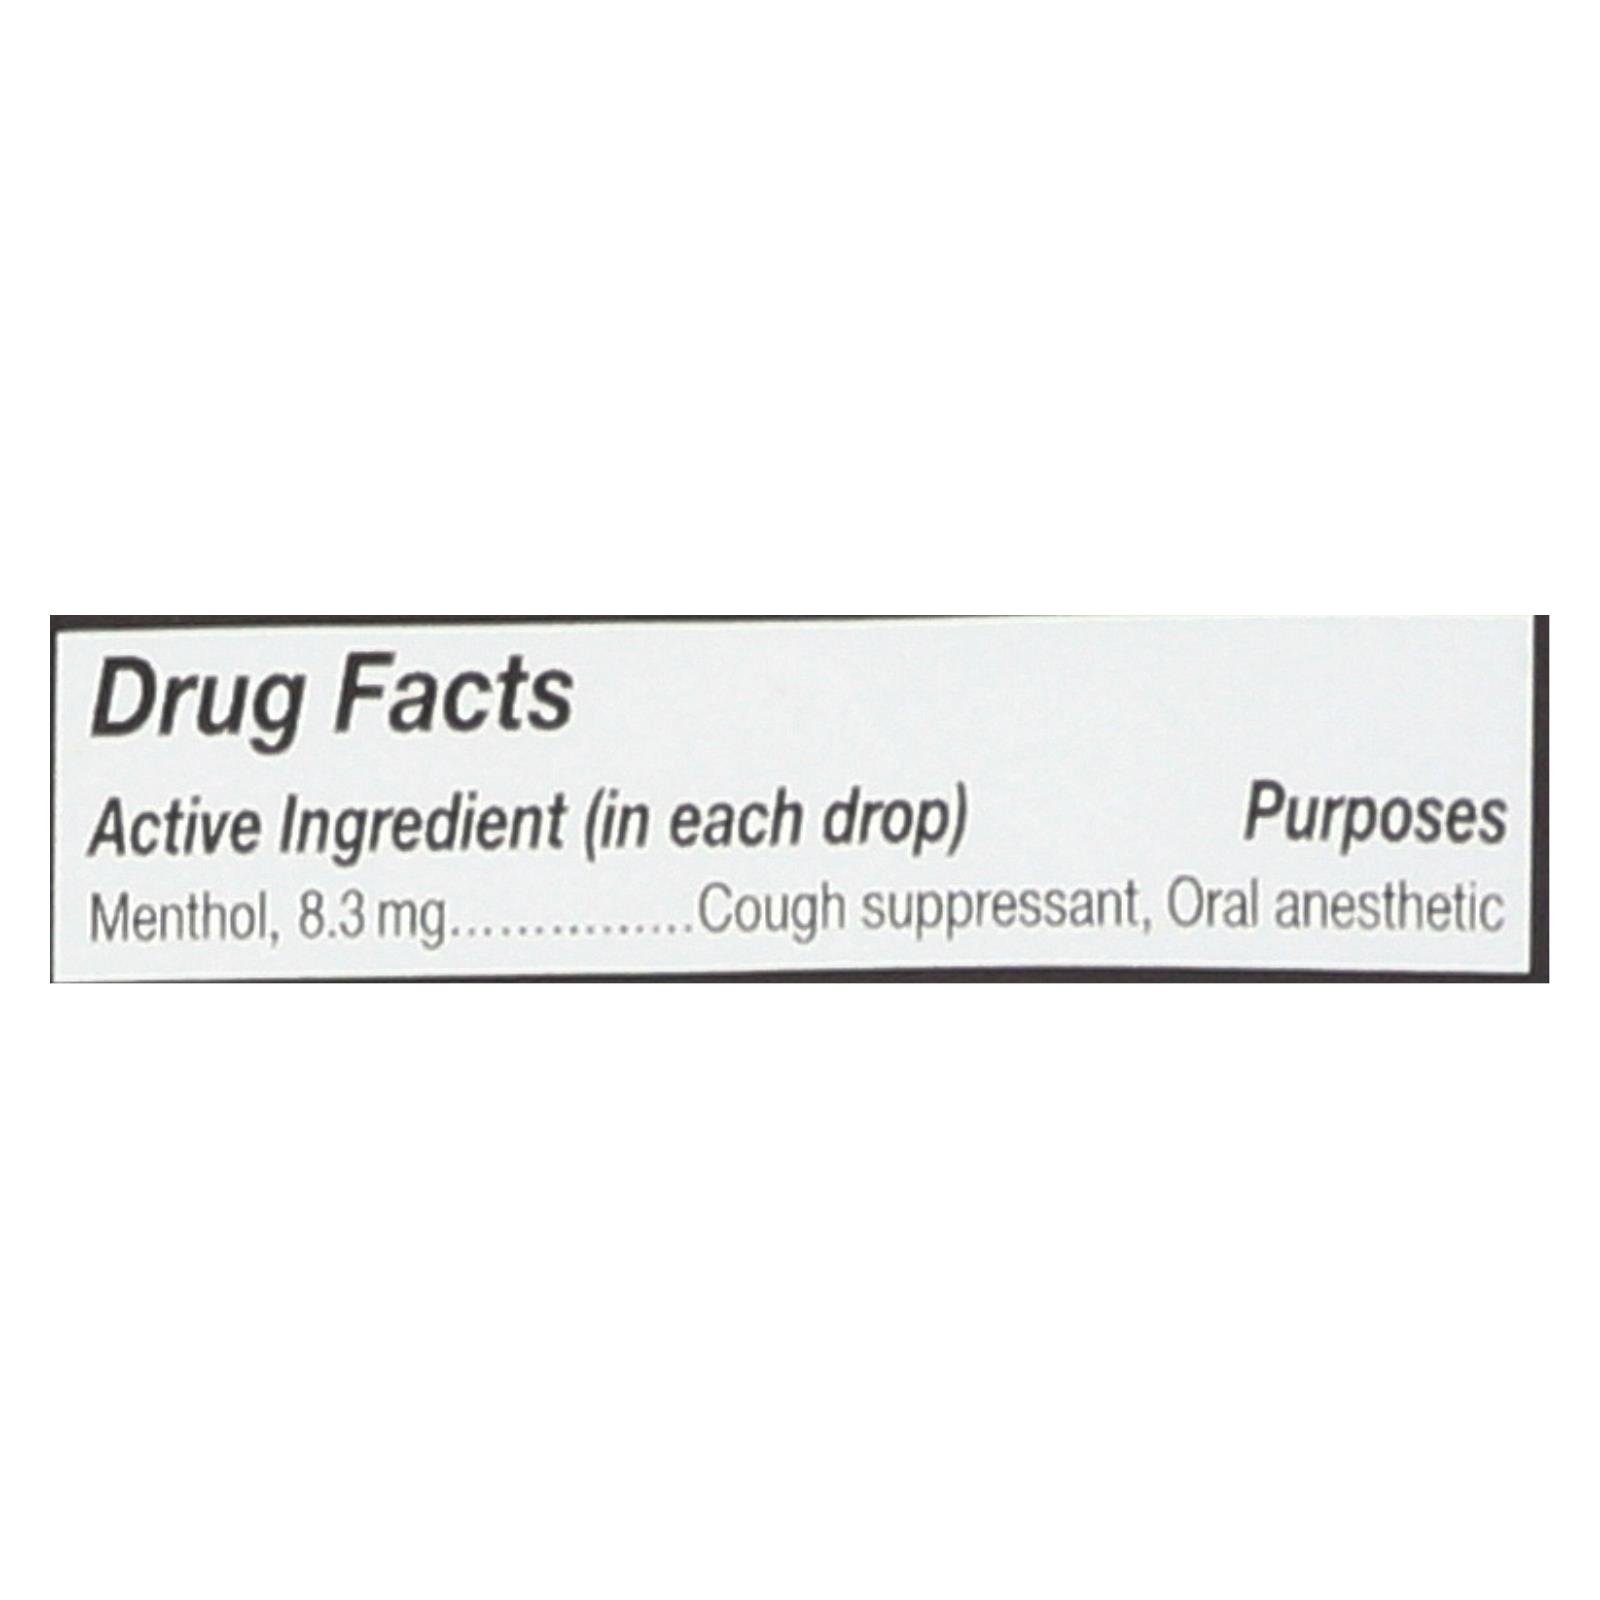 Drug Facts
Active Ingredient (in each drop) Purposes
Menthol, 8.3 mg...............Cough suppressant, Oral anesthetic